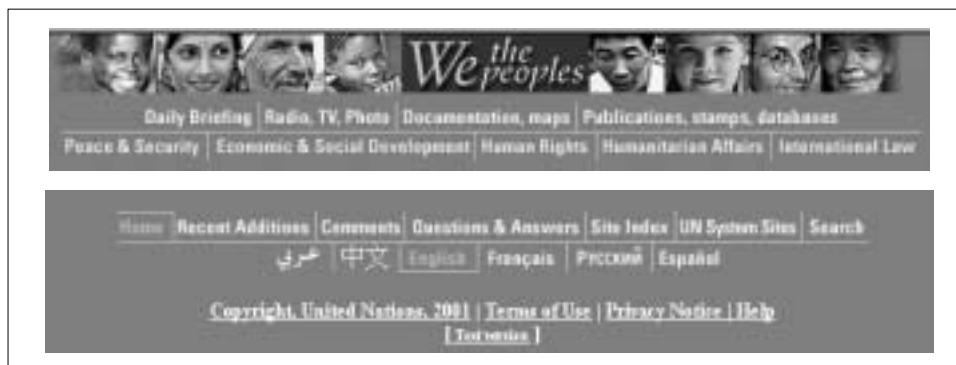 We the peoples
Daily Briefing | Radio, TV, Photo | Documentation, maps | Publications, stamps, databases
Peace & Security | Economic & Social Development | Human Rights | Humanitarian Affairs | International Law
Home | Recent Additions | Comments | Questions & Answers | Site Index | UN System Sites | Search
عربي | 中文 | English | Français | Русский | Español
Copyright, United Nations, 2001 | Terms of Use | Privacy Notice | Help
[ Text version ]